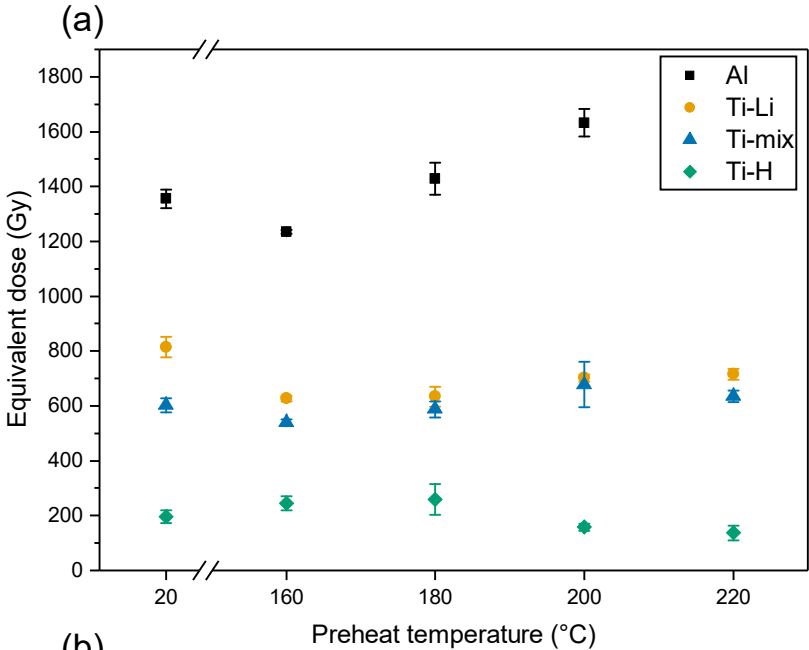 (a)
1800
1600
1400
1200
1000
800
600
400
200
0
Equivalent dose (Gy)
Al
Ti-Li
Ti-mix
Ti-H
20 160 180 200 220
Preheat temperature (°C)
(b)